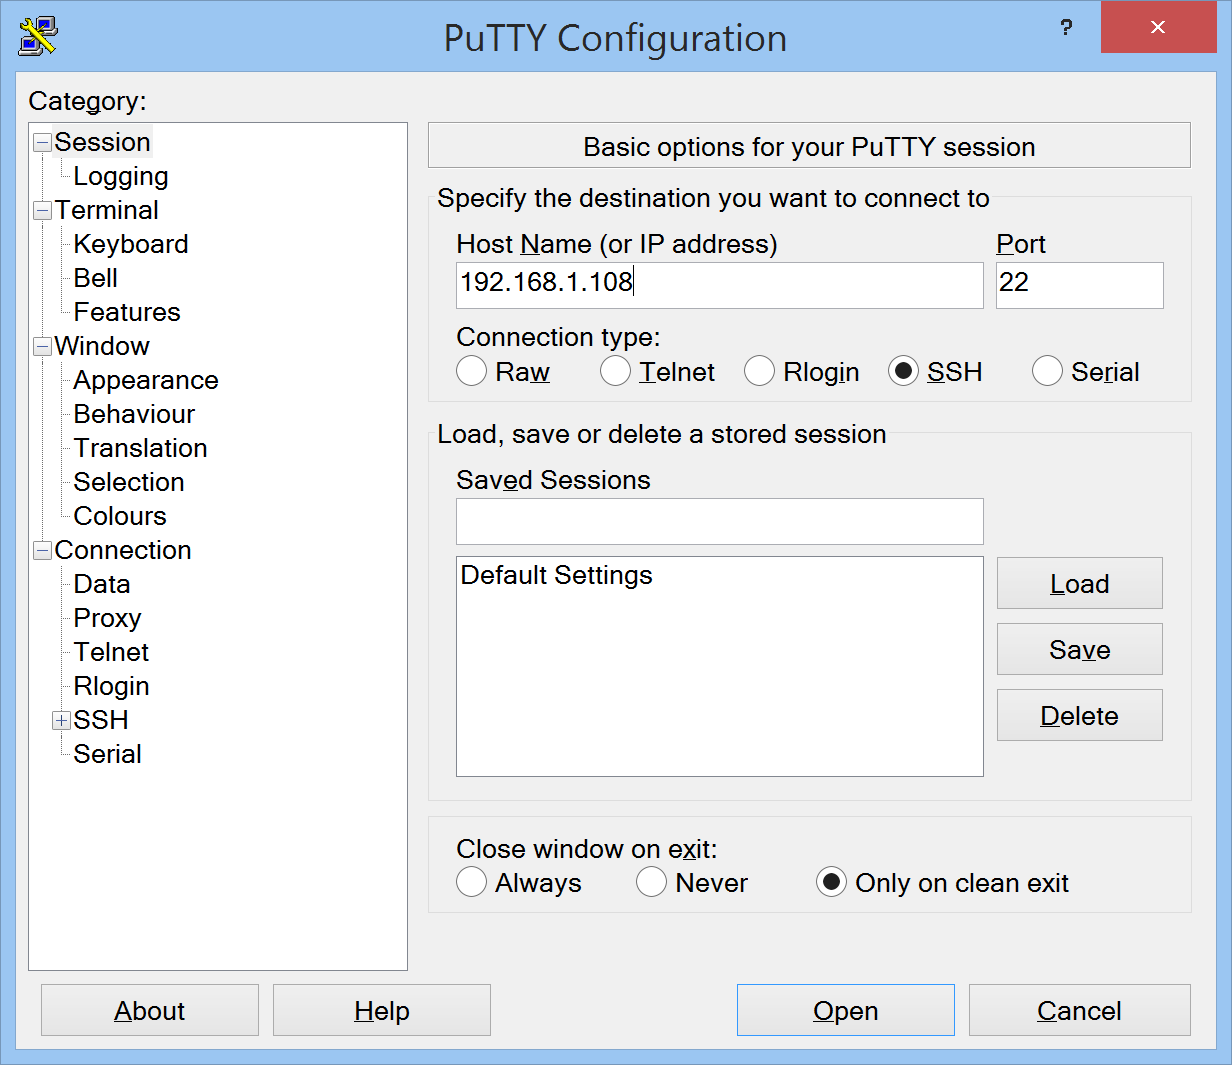 PuTTY Configuration
?
Category:
Session
Logging
Terminal
Keyboard
Bell
Features
Window
Appearance
Behaviour
Translation
Selection
Colours
Connection
Data
Proxy
Telnet
Rlogin
SSH
Serial
Basic options for your PuTTY session
Specify the destination you want to connect to
Host Name (or IP address) Port
192.168.1.108 22
Connection type:
Raw Telnet Rlogin SSH Serial
Load, save or delete a stored session
Saved Sessions
Default Settings
Load
Save
Delete
Close window on exit:
Always Never Only on clean exit
About Help Open Cancel